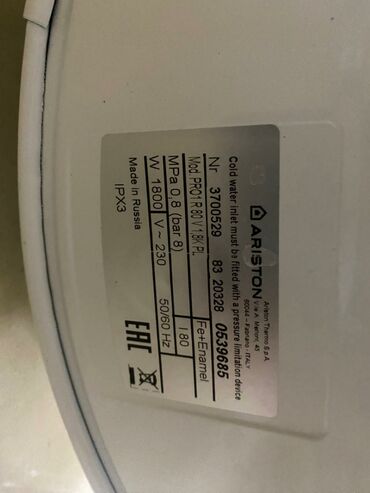 ARISTON
Ariston Thermo S.p.A.
V.le A. Merloni, 45
60044 - Fabriano - ITALY
Cold water inlet must be fitted with a pressure limitation device
Nr 3700529 83 20328 0539685
Mod. PRO1 R 80 V 1,8K PL Fe+Enamel
MPa 0,8 (bar 8) l 80
W 1800 V~ 230 50/60 Hz
Made in Russia
IPX3
EAC